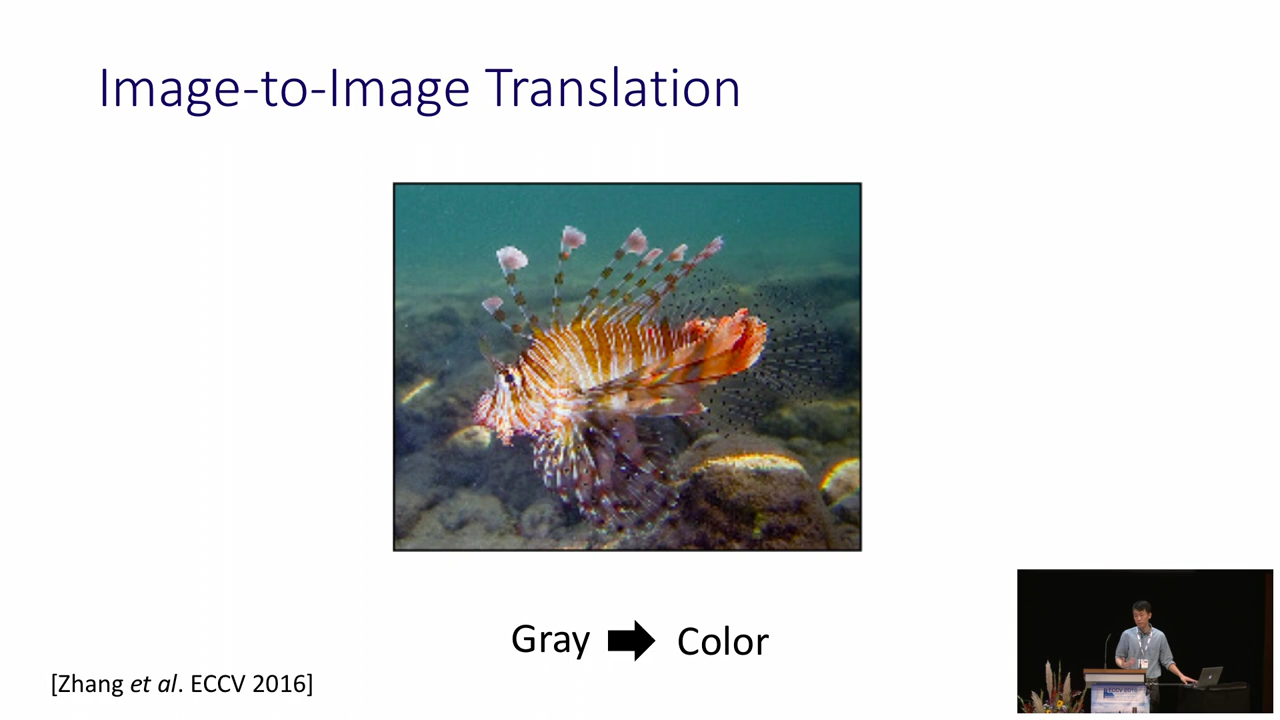 Image-to-Image Translation
Gray Color
[Zhang et al. ECCV 2016]